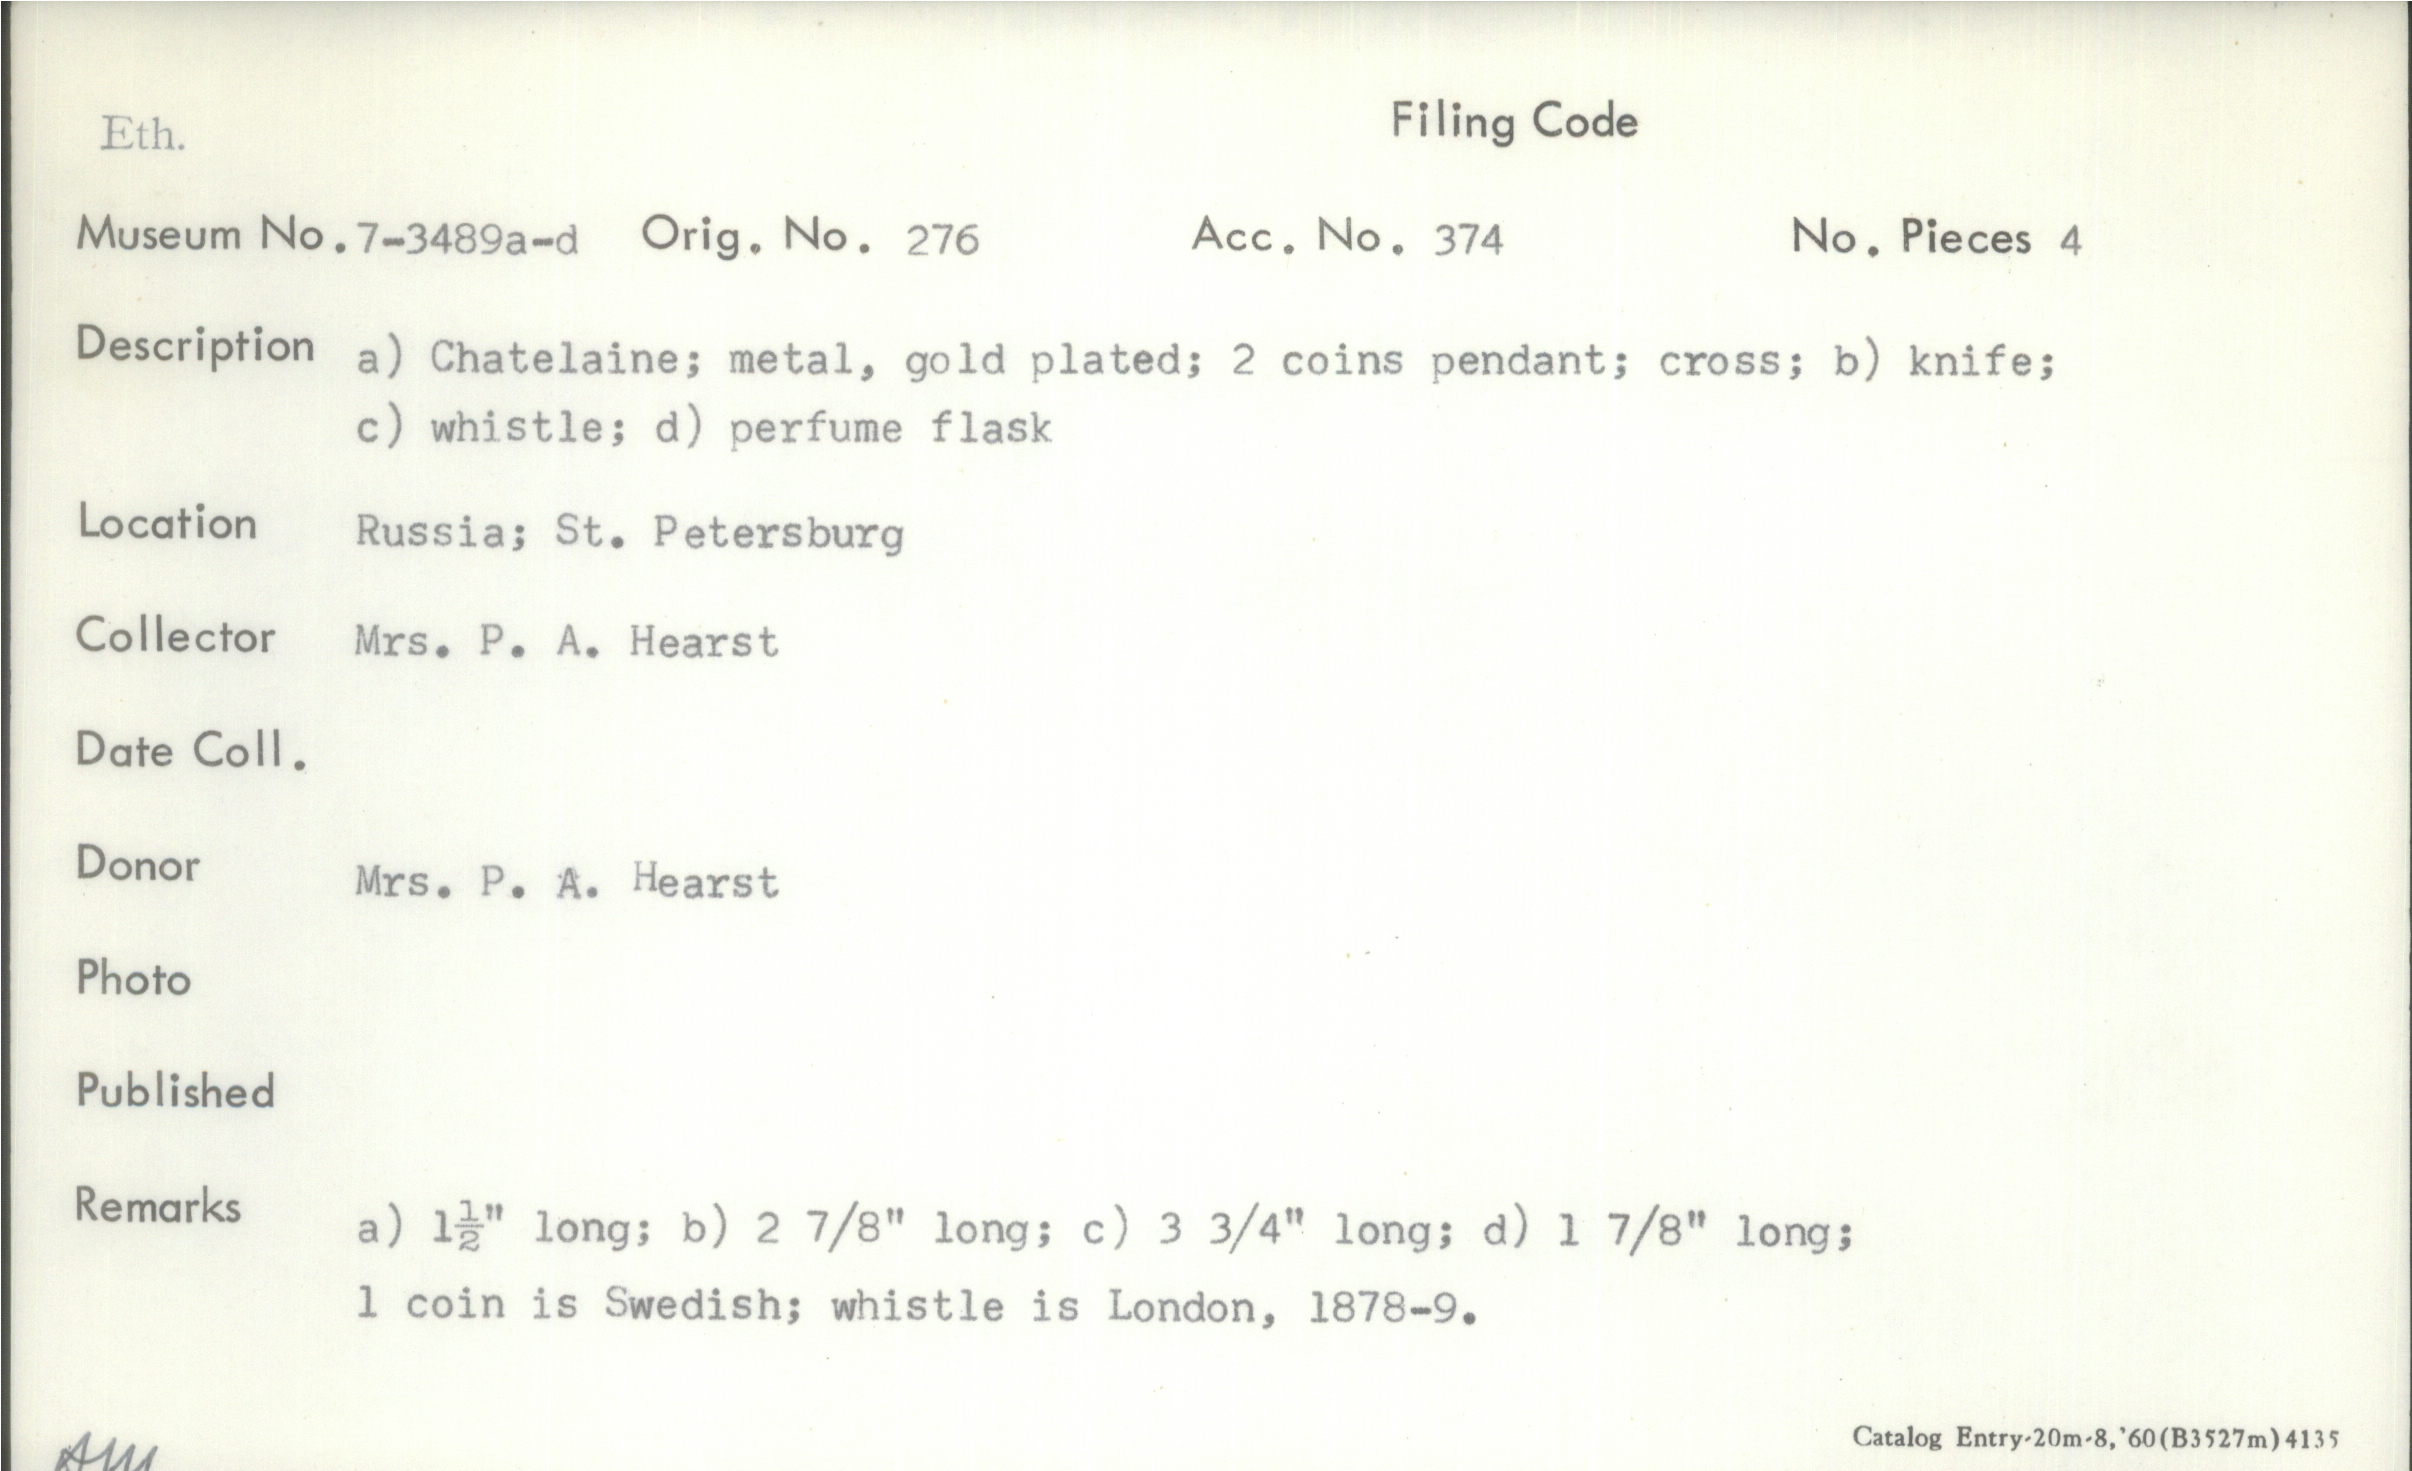 Eth.
Filing Code
Museum No. 7-3489a-d Orig. No. 276 Acc. No. 374 No. Pieces 4
Description a) Chatelaine; metal, gold plated; 2 coins pendant; cross; b) knife;
c) whistle; d) perfume flask
Location Russia; St. Petersburg
Collector Mrs. P. A. Hearst
Date Coll.
Donor Mrs. P. A. Hearst
Photo
Published
Remarks a) 1½" long; b) 2 7/8" long; c) 3 3/4" long; d) 1 7/8" long;
1 coin is Swedish; whistle is London, 1878-9.
Catalog Entry-20m-8,'60(B3527m)4135